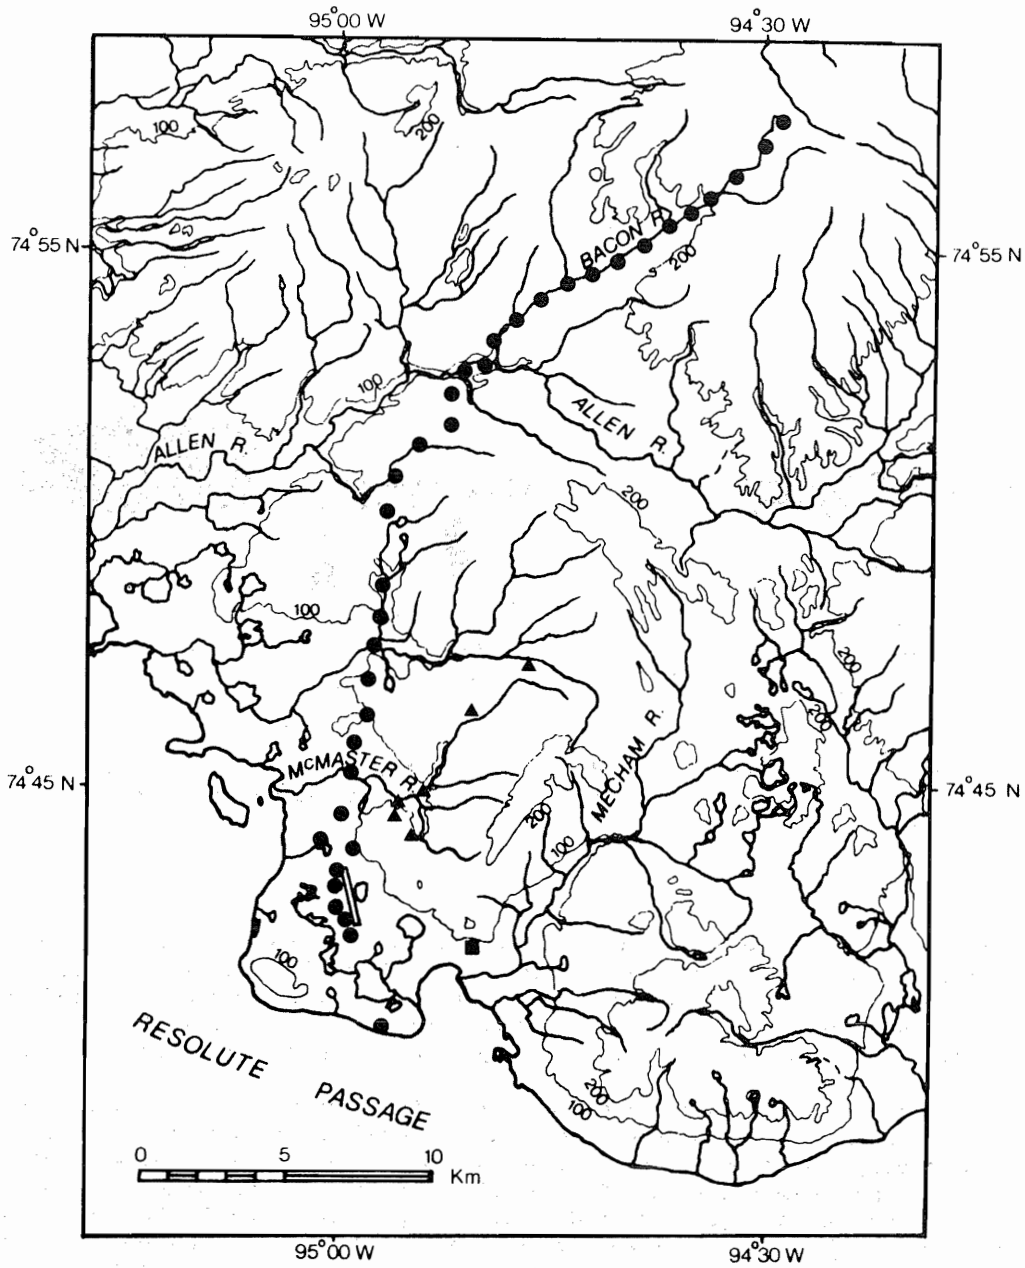 95°00 W
94°30 W
100
200
74°55 N
BACON R.
200
74°55 N
100
ALLEN R.
ALLEN R.
200
100
200
200
McMASTER R.
MECHAM R.
74°45 N
74°45 N
200
100
100
RESOLUTE PASSAGE
200
100
0 5 10
Km
95°00 W
94°30 W